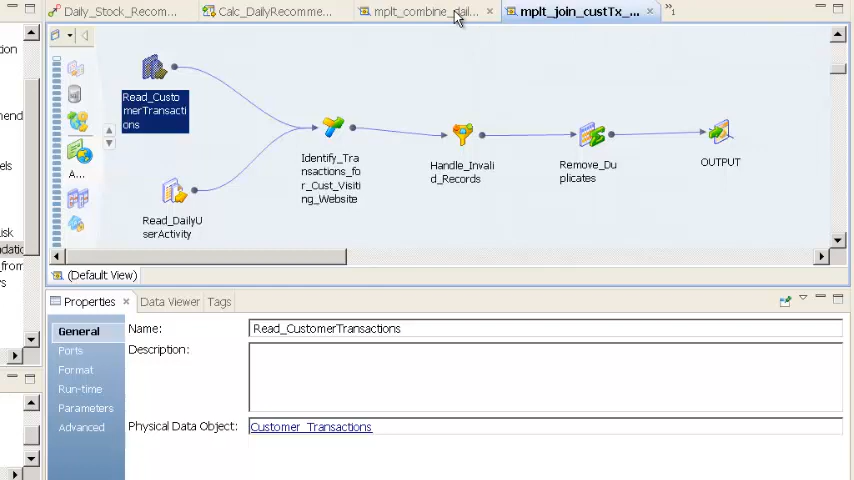 Daily_Stock_Recom...
Calc_DailyRecomme...
mplt_combine_dail...
mplt_join_custTx_...
»1
Read_Custo
merTransacti
ons
Read_DailyU
serActivity
Identify_Tra
nsactions_fo
r_Cust_Visiti
ng_Website
Handle_Invali
d_Records
Remove_Du
plicates
OUTPUT
A...
(Default View)
Properties
Data Viewer
Tags
General
Ports
Format
Run-time
Parameters
Advanced
Name:
Read_CustomerTransactions
Description:
Physical Data Object:
Customer_Transactions